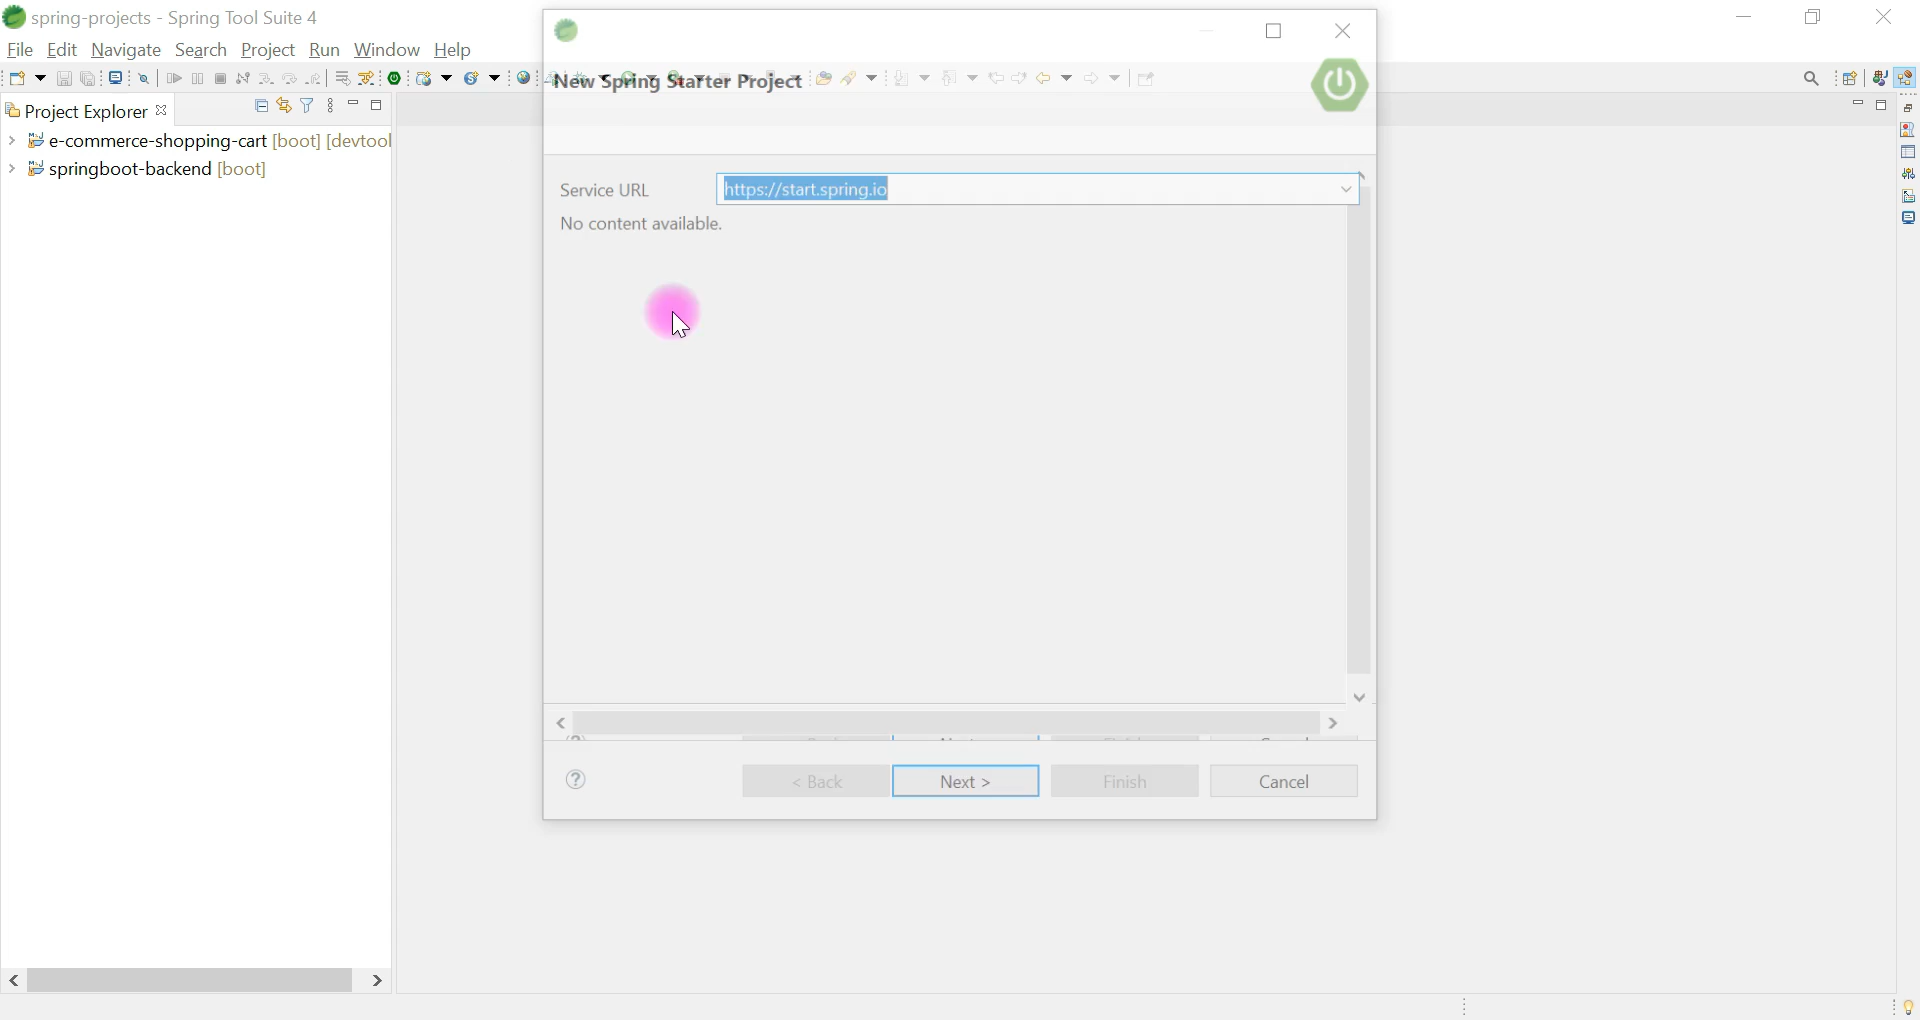 spring-projects - Spring Tool Suite 4
File Edit Navigate Search Project Run Window Help
New Spring Starter Project
Project Explorer
e-commerce-shopping-cart [boot] [devtool
springboot-backend [boot]
Service URL
https://start.spring.io
No content available.
< Back
Next >
Finish
Cancel